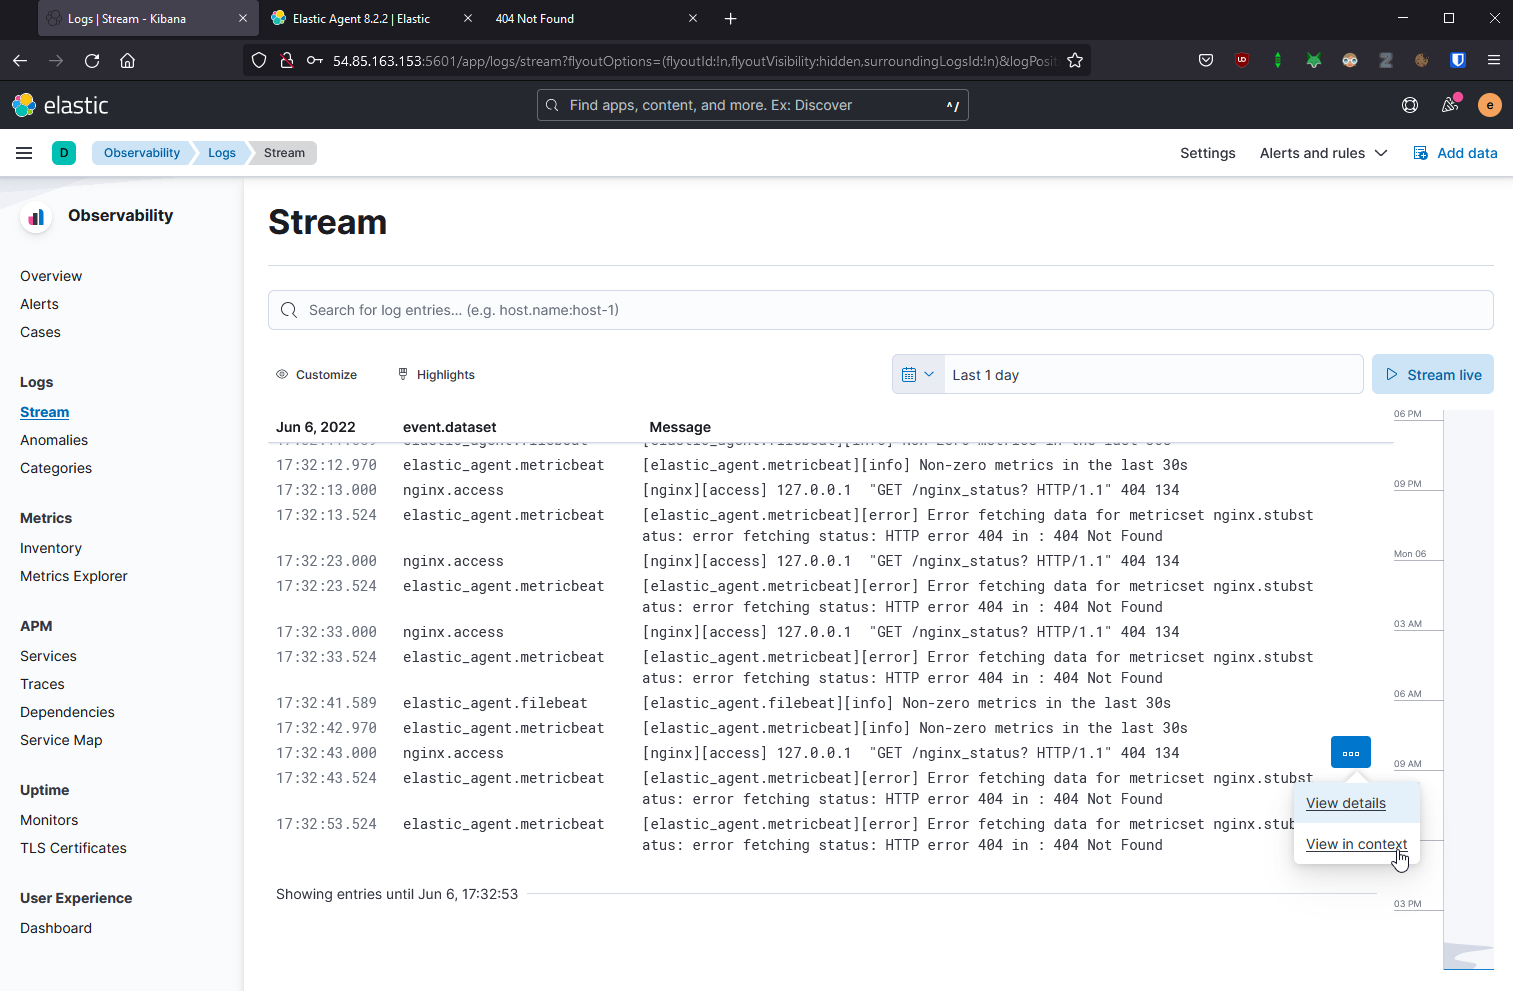 Logs | Stream - Kibana
Elastic Agent 8.2.2 | Elastic
404 Not Found
54.85.163.153:5601/app/logs/stream?flyoutOptions=(flyoutId:!n,flyoutVisibility:hidden,surroundingLogsId:!n)&logPosit
elastic
Find apps, content, and more. Ex: Discover
^/
e
D
Observability
Logs
Stream
Settings
Alerts and rules
Add data
Observability
Overview
Alerts
Cases
Logs
Stream
Anomalies
Categories
Metrics
Inventory
Metrics Explorer
APM
Services
Traces
Dependencies
Service Map
Uptime
Monitors
TLS Certificates
User Experience
Dashboard
Stream
Search for log entries... (e.g. host.name:host-1)
Customize
Highlights
Last 1 day
Stream live
Jun 6, 2022 event.dataset Message
17:32:12.970 elastic_agent.metricbeat [elastic_agent.metricbeat][info] Non-zero metrics in the last 30s
17:32:13.000 nginx.access [nginx][access] 127.0.0.1 "GET /nginx_status? HTTP/1.1" 404 134
17:32:13.524 elastic_agent.metricbeat [elastic_agent.metricbeat][error] Error fetching data for metricset nginx.stubst
atus: error fetching status: HTTP error 404 in : 404 Not Found
17:32:23.000 nginx.access [nginx][access] 127.0.0.1 "GET /nginx_status? HTTP/1.1" 404 134
17:32:23.524 elastic_agent.metricbeat [elastic_agent.metricbeat][error] Error fetching data for metricset nginx.stubst
atus: error fetching status: HTTP error 404 in : 404 Not Found
17:32:33.000 nginx.access [nginx][access] 127.0.0.1 "GET /nginx_status? HTTP/1.1" 404 134
17:32:33.524 elastic_agent.metricbeat [elastic_agent.metricbeat][error] Error fetching data for metricset nginx.stubst
atus: error fetching status: HTTP error 404 in : 404 Not Found
17:32:41.589 elastic_agent.filebeat [elastic_agent.filebeat][info] Non-zero metrics in the last 30s
17:32:42.970 elastic_agent.metricbeat [elastic_agent.metricbeat][info] Non-zero metrics in the last 30s
17:32:43.000 nginx.access [nginx][access] 127.0.0.1 "GET /nginx_status? HTTP/1.1" 404 134
17:32:43.524 elastic_agent.metricbeat [elastic_agent.metricbeat][error] Error fetching data for metricset nginx.stubst
atus: error fetching status: HTTP error 404 in : 404 Not Found
17:32:53.524 elastic_agent.metricbeat [elastic_agent.metricbeat][error] Error fetching data for metricset nginx.stub
atus: error fetching status: HTTP error 404 in : 404 Not Found
View details
View in context
Showing entries until Jun 6, 17:32:53
06 PM
09 PM
Mon 06
03 AM
06 AM
09 AM
03 PM